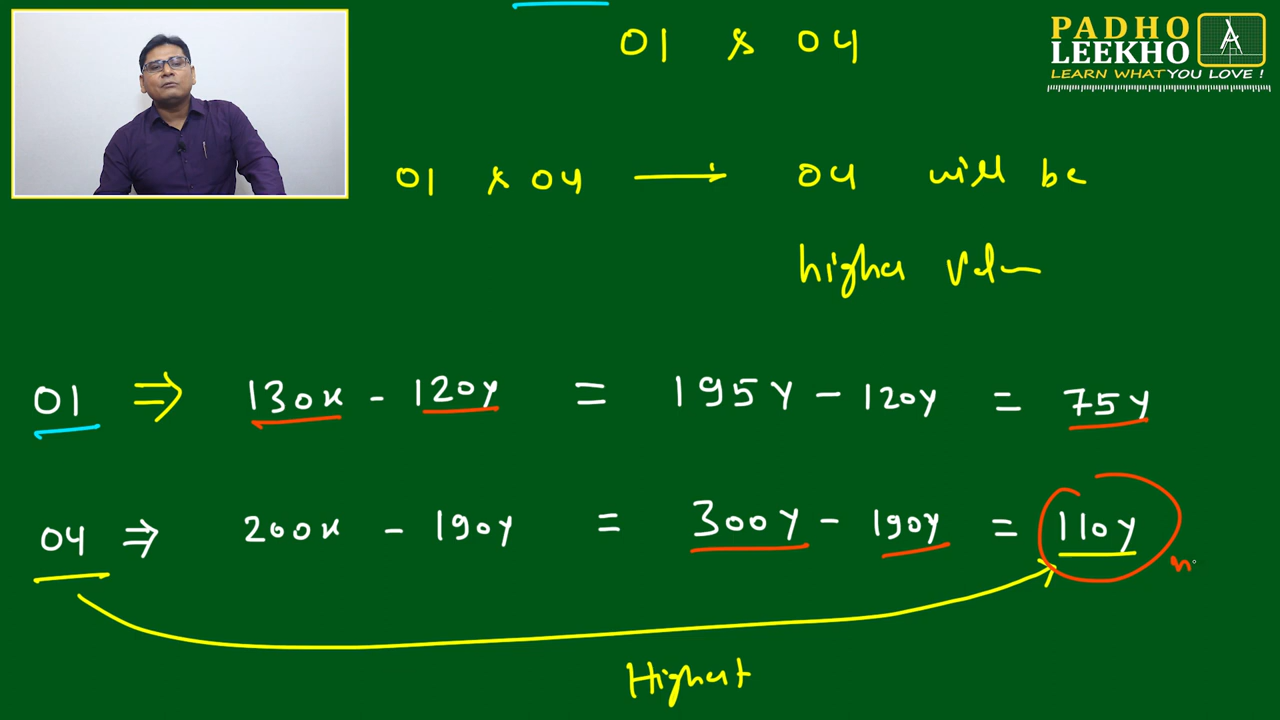 01 & 04
PADHO
LEEKHO
LEARN WHAT YOU LOVE !
01 & 04 → 04 will be
higher
01 ⇒ 130x - 120y = 195y - 120y = 75y
04 ⇒ 200x - 190y = 300y - 190y = 110y
Highest